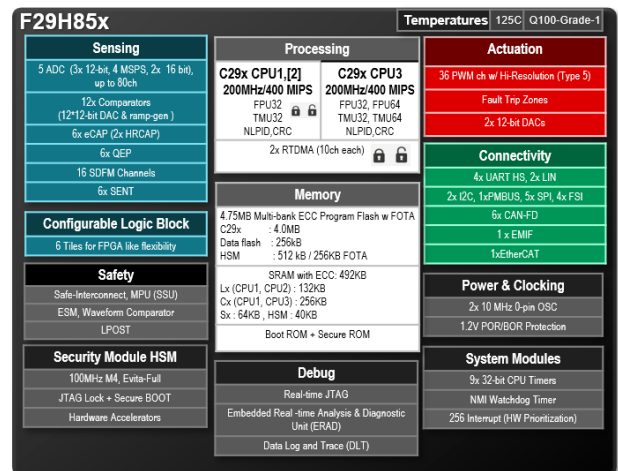 F29H85x
Temperatures 125C Q100-Grade-1
Sensing
5 ADC (3x 12-bit, 4 MSPS, 2x 16 bit),
up to 80ch
12x Comparators
(12*12-bit DAC & ramp-gen )
6x eCAP (2x HRCAP)
6x QEP
16 SDFM Channels
6x SENT
Configurable Logic Block
6 Tiles for FPGA like flexibility
Safety
Safe-Interconnect, MPU (SSU)
ESM, Waveform Comparator
LPOST
Security Module HSM
100MHz M4, Evita-Full
JTAG Lock + Secure BOOT
Hardware Accelerators
Processing
C29x CPU1,[2]
200MHz/400 MIPS
FPU32
TMU32
NLPID,CRC
C29x CPU3
200MHz/400 MIPS
FPU32, FPU64
TMU32, TMU64
NLPID,CRC
2x RTDMA (10ch each)
Memory
4.75MB Multi-bank ECC Program Flash w FOTA
C29x : 4.0MB
Data flash : 256kB
HSM : 512 kB / 256KB FOTA
SRAM with ECC: 492KB
Lx (CPU1, CPU2) : 132KB
Cx (CPU1, CPU3) : 256KB
Sx : 64KB , HSM : 40KB
Boot ROM + Secure ROM
Debug
Real-time JTAG
Embedded Real -time Analysis & Diagnostic
Unit (ERAD)
Data Log and Trace (DLT)
Actuation
36 PWM ch w/ Hi-Resolution (Type 5)
Fault Trip Zones
2x 12-bit DACs
Connectivity
4x UART HS, 2x LIN
2x I2C, 1xPMBUS, 5x SPI, 4x FSI
6x CAN-FD
1 x EMIF
1xEtherCAT
Power & Clocking
2x 10 MHz 0-pin OSC
1.2V POR/BOR Protection
System Modules
9x 32-bit CPU Timers
NMI Watchdog Timer
256 Interrupt (HW Prioritization)